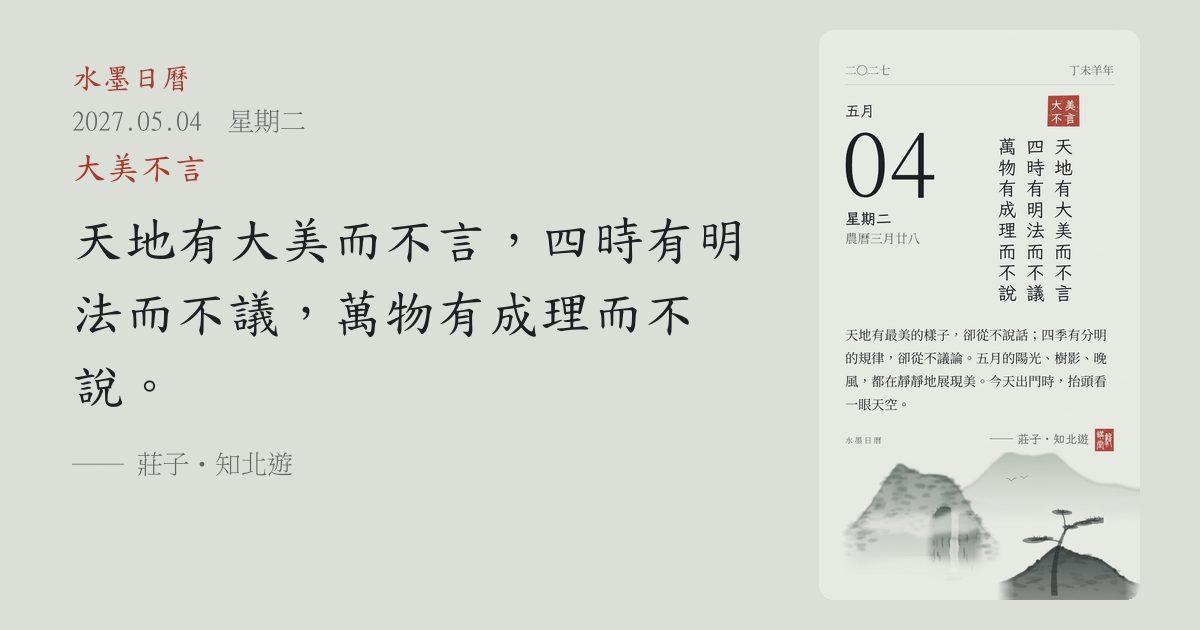 水墨日曆
2027.05.04 星期二
大美不言
天地有大美而不言，四時有明
法而不議，萬物有成理而不
說。
—— 莊子・知北遊
二〇二七
丁未羊年
五月
04
星期二
農曆三月廿八
大美
不言
天地有大美而不言
四時有明法而不議
萬物有成理而不說
天地有最美的樣子，卻從不說話；四季有分明
的規律，卻從不議論。五月的陽光、樹影、晚
風，都在靜靜地展現美。今天出門時，抬頭看
一眼天空。
水墨日曆
—— 莊子・知北遊